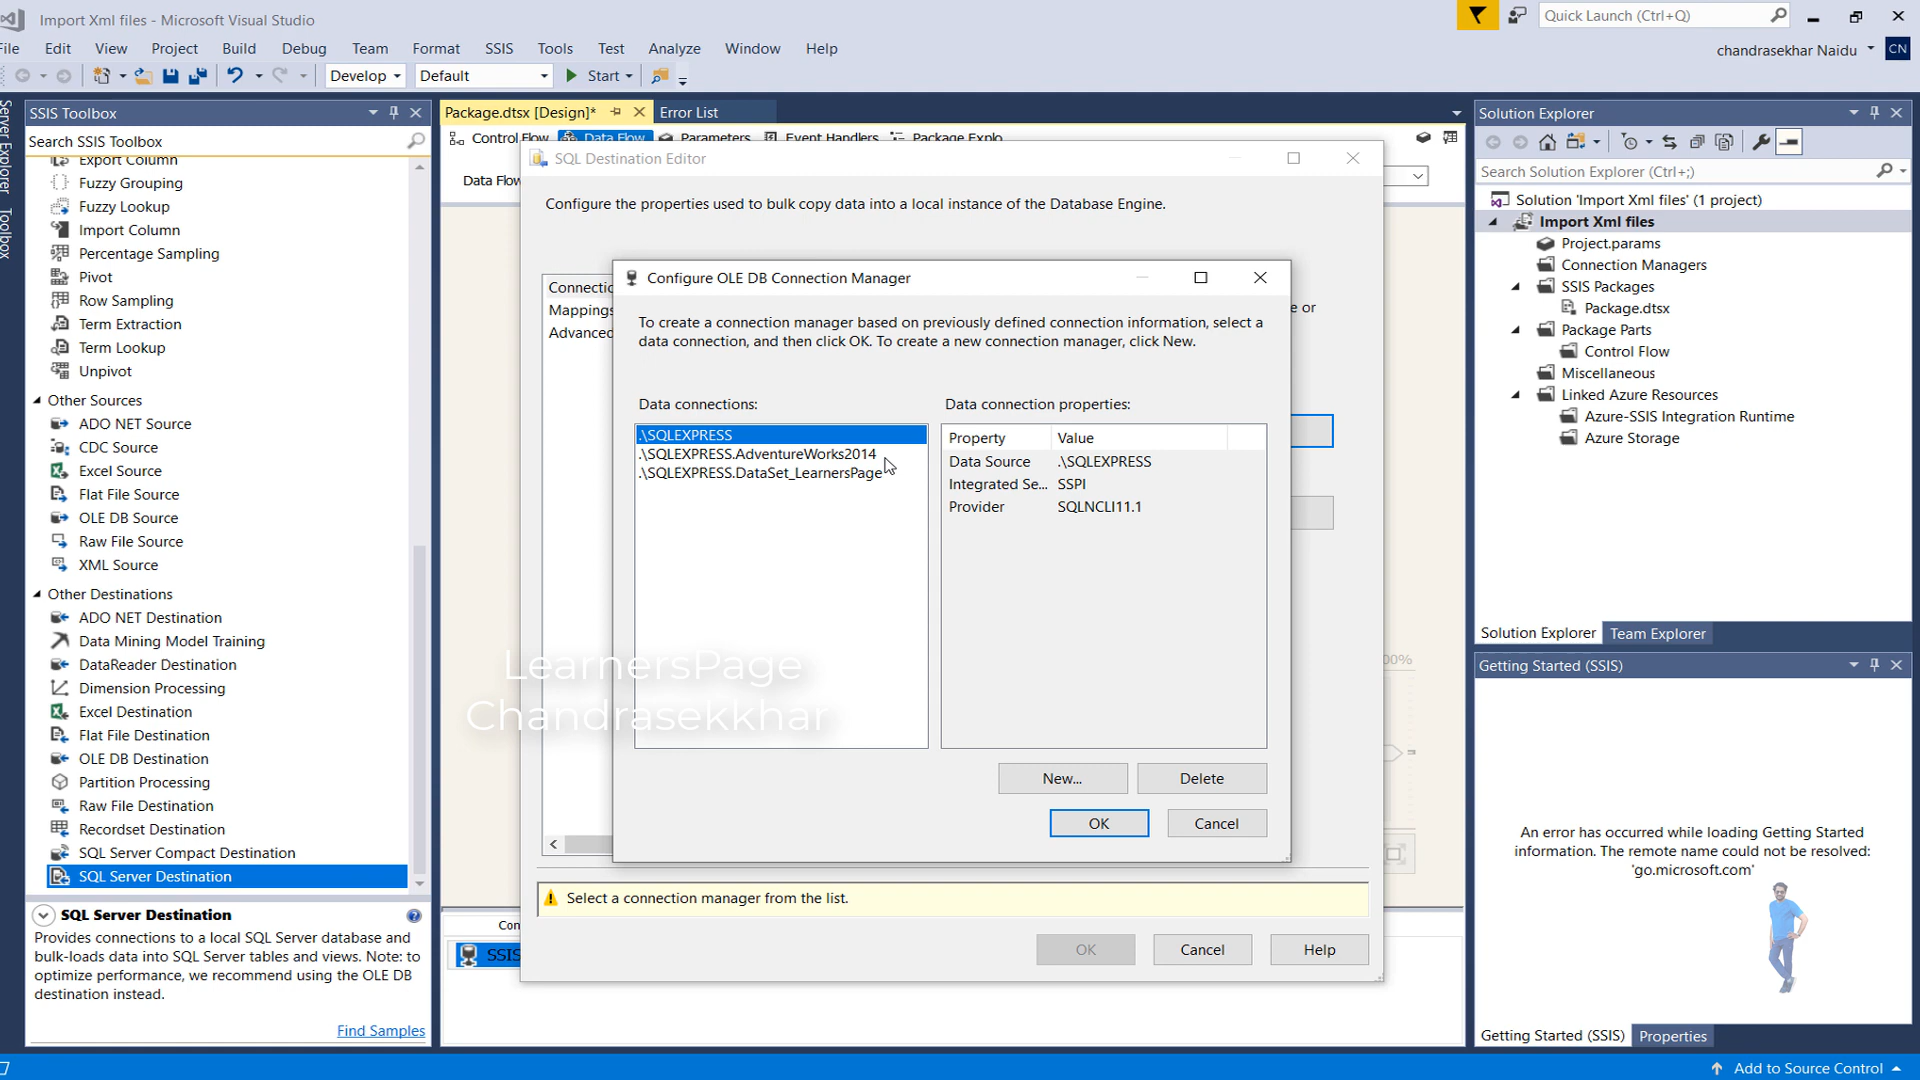 Import Xml files - Microsoft Visual Studio
Quick Launch (Ctrl+Q)
File Edit View Project Build Debug Team Format SSIS Tools Test Analyze Window Help
chandrasekhar Naidu CN
Develop Default Start
SSIS Toolbox
Search SSIS Toolbox
Export Column
Fuzzy Grouping
Fuzzy Lookup
Import Column
Percentage Sampling
Pivot
Row Sampling
Term Extraction
Term Lookup
Unpivot
Other Sources
ADO NET Source
CDC Source
Excel Source
Flat File Source
OLE DB Source
Raw File Source
XML Source
Other Destinations
ADO NET Destination
Data Mining Model Training
DataReader Destination
Dimension Processing
Excel Destination
Flat File Destination
OLE DB Destination
Partition Processing
Raw File Destination
Recordset Destination
SQL Server Compact Destination
SQL Server Destination
SQL Server Destination
Provides connections to a local SQL Server database and
bulk-loads data into SQL Server tables and views. Note: to
optimize performance, we recommend using the OLE DB
destination instead.
Find Samples
Server Explorer
Toolbox
Package.dtsx [Design]* Error List
Control Flow Data Flow Parameters Event Handlers Package Explo
Data Flow
SQL Destination Editor
Configure the properties used to bulk copy data into a local instance of the Database Engine.
Connectio
Mappings
Advanced
e or
Configure OLE DB Connection Manager
To create a connection manager based on previously defined connection information, select a
data connection, and then click OK. To create a new connection manager, click New.
Data connections:
.\SQLEXPRESS
.\SQLEXPRESS.AdventureWorks2014
.\SQLEXPRESS.DataSet_LearnersPage
Data connection properties:
Property Value
Data Source .\SQLEXPRESS
Integrated Se... SSPI
Provider SQLNCLI11.1
LearnersPage
Chandrasekkhar
New... Delete
OK Cancel
00%
Select a connection manager from the list.
OK Cancel Help
Con
SSIS
Solution Explorer
Search Solution Explorer (Ctrl+;)
Solution 'Import Xml files' (1 project)
Import Xml files
Project.params
Connection Managers
SSIS Packages
Package.dtsx
Package Parts
Control Flow
Miscellaneous
Linked Azure Resources
Azure-SSIS Integration Runtime
Azure Storage
Solution Explorer Team Explorer
Getting Started (SSIS)
An error has occurred while loading Getting Started
information. The remote name could not be resolved:
'go.microsoft.com'
Getting Started (SSIS) Properties
Add to Source Control